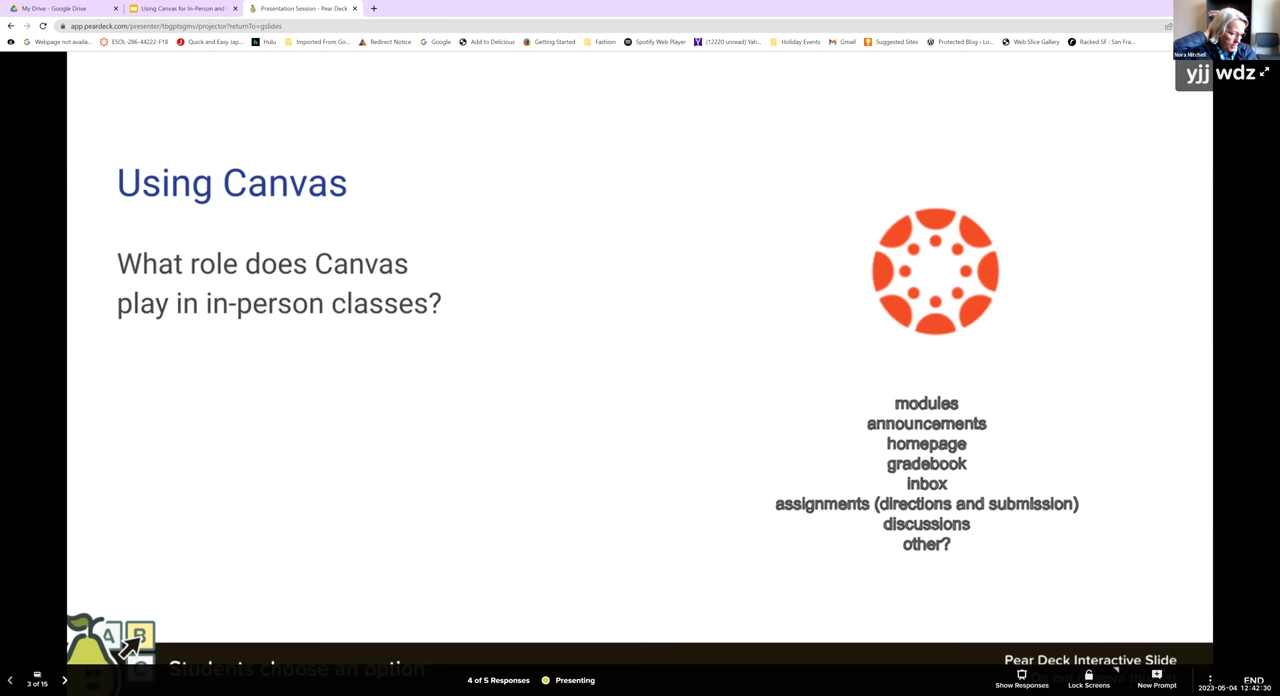 My Drive - Google Drive
Using Canvas for In-Person and
Presentation Session - Pear Deck
app.peardeck.com/presenter/tbgptsgmv/projector?returnTo=gslides
Webpage not availa...
ESOL-286-44222-F18
Quick and Easy Jap...
Hulu
Imported From Go...
Redirect Notice
Google
Add to Delicious
Getting Started
Fashion
Spotify Web Player
(12220 unread) Yah...
Holiday Events
Gmail
Suggested Sites
Protected Blog › Lo...
Web Slice Gallery
Racked SF : San Fra...
Nora Mitchell
yjj wdz
Using Canvas
What role does Canvas
play in in-person classes?
modules
announcements
homepage
gradebook
inbox
assignments (directions and submission)
discussions
other?
A B
C
Students choose an option
Pear Deck Interactive Slide
3 of 15
4 of 5 Responses
Presenting
Show Responses
Lock Screens
New Prompt
END
2023-05-04 12:42:30